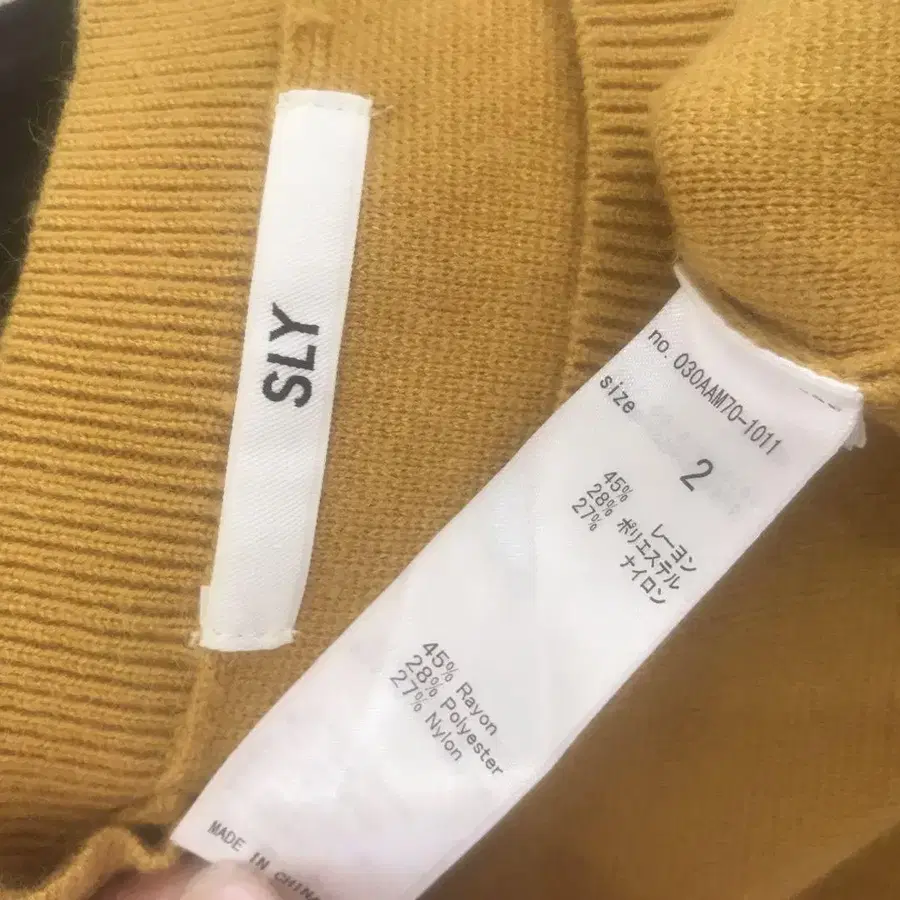 SLY
no. 030AAM70-1011
size
2
45% レーヨン
28% ポリエステル
27% ナイロン
45% Rayon
28% Polyester
27% Nylon
MADE IN CHINA